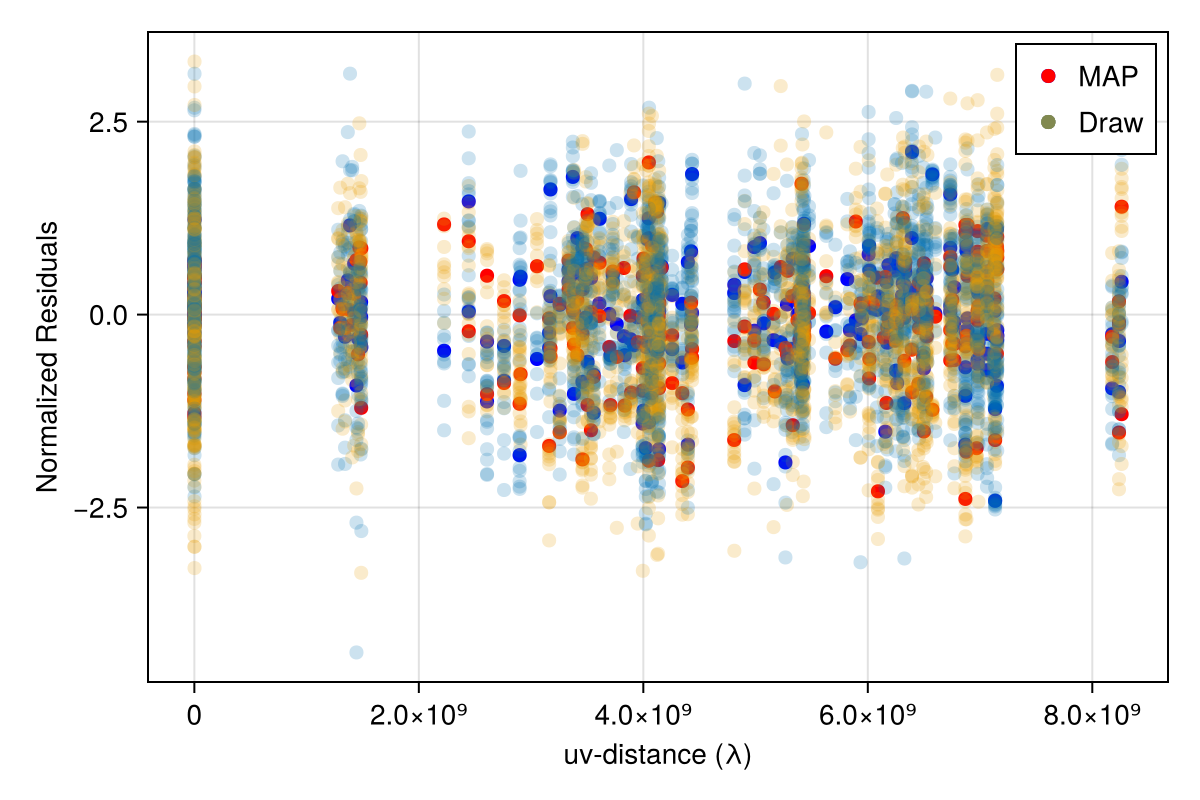 MAP
Draw
2.5
0.0
−2.5
Normalized Residuals
0
2.0×10⁹
4.0×10⁹
6.0×10⁹
8.0×10⁹
uv-distance (λ)